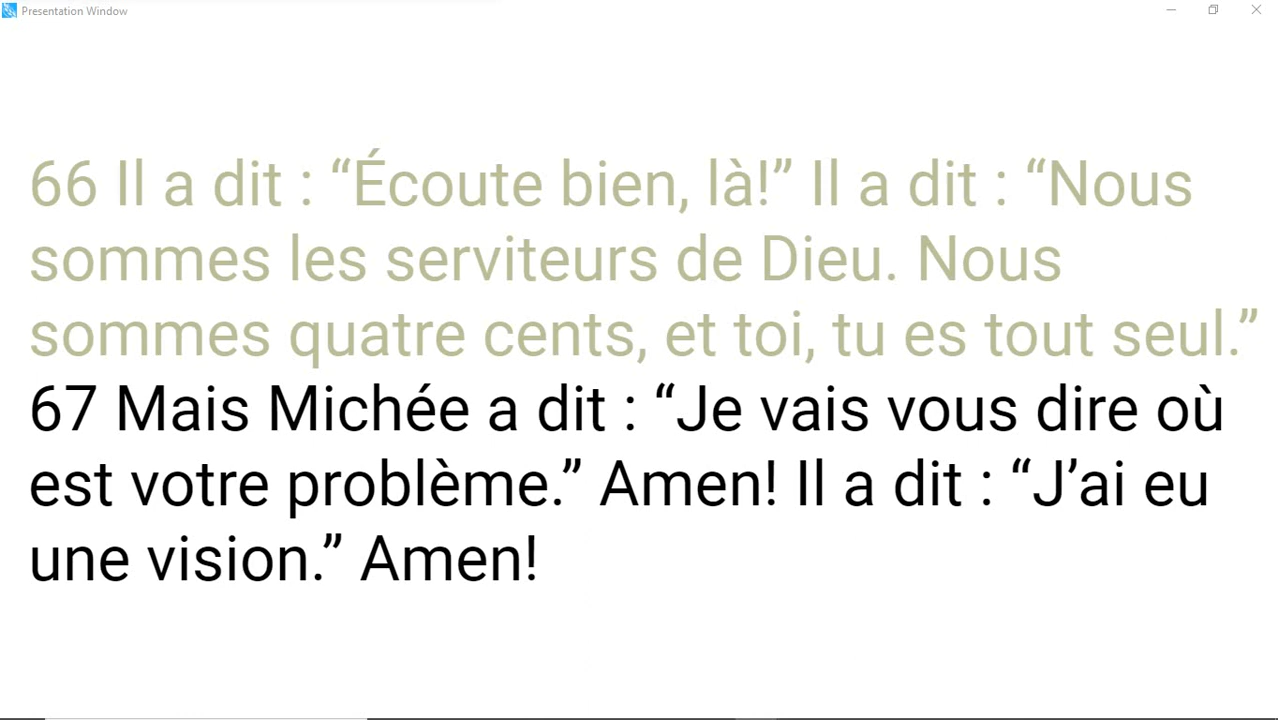 Presentation Window
66 Il a dit : “Écoute bien, là!” Il a dit : “Nous
sommes les serviteurs de Dieu. Nous
sommes quatre cents, et toi, tu es tout seul.”
67 Mais Michée a dit : “Je vais vous dire où
est votre problème.” Amen! Il a dit : “J’ai eu
une vision.” Amen!